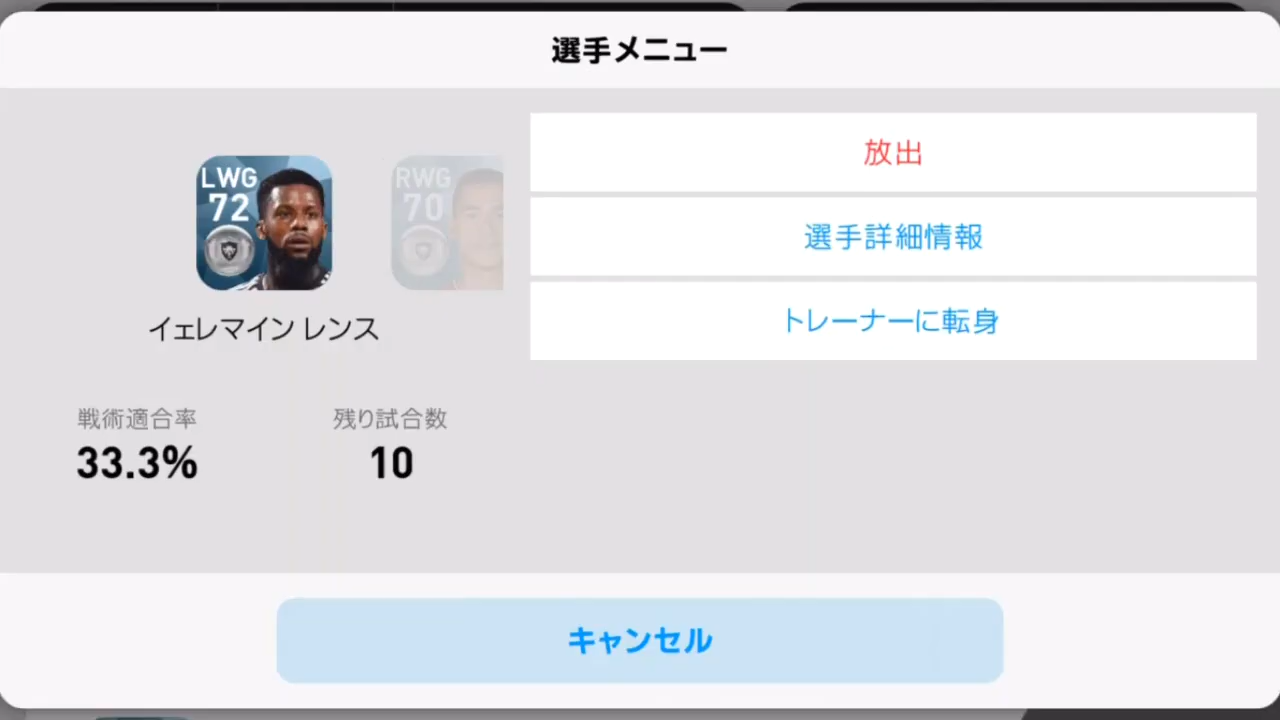 選手メニュー
LWG
72
RWG
70
イェレマイン レンス
戦術適合率
33.3%
残り試合数
10
放出
選手詳細情報
トレーナーに転身
キャンセル